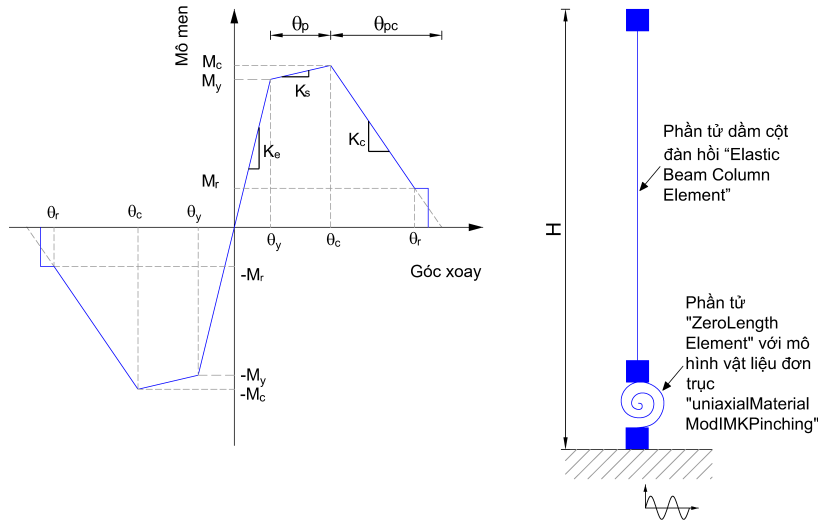 Mô men
θp
θpc
Mc
My
Ks
Ke
Kc
Mr
θr
θc
θy
θy
θc
θr
Góc xoay
-Mr
-My
-Mc
H
Phần tử dầm cột
đàn hồi “Elastic
Beam Column
Element”
Phần tử
"ZeroLength
Element" với mô
hình vật liệu đơn
trục
"uniaxialMaterial
ModIMKPinching"